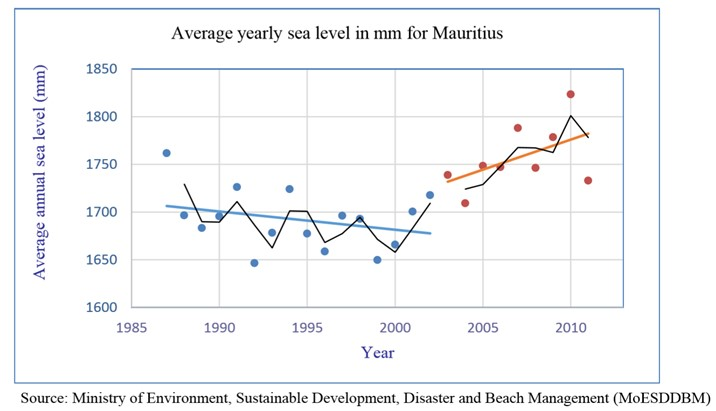 Average yearly sea level in mm for Mauritius
Average annual sea level (mm)
1850
1800
1750
1700
1650
1600
1985 1990 1995 2000 2005 2010
Year
Source: Ministry of Environment, Sustainable Development, Disaster and Beach Management (MoESDDBM)